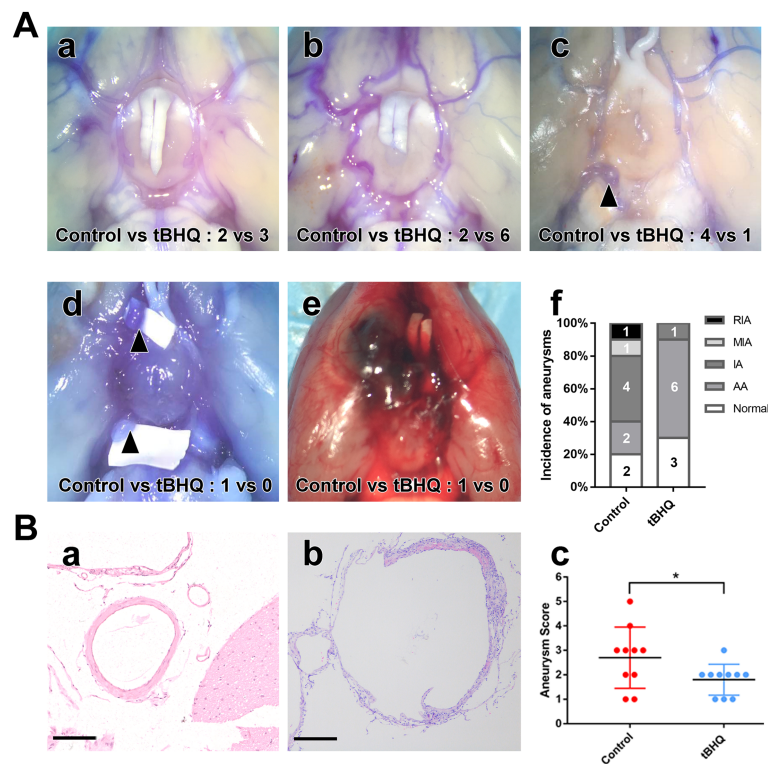 A
a
b
c
Control vs tBHQ : 2 vs 3
Control vs tBHQ : 2 vs 6
Control vs tBHQ : 4 vs 1
d
e
f
Control vs tBHQ : 1 vs 0
Control vs tBHQ : 1 vs 0
Incidence of aneurysms
100%
80%
60%
40%
20%
0%
1
1
4
2
2
1
6
3
Control
tBHQ
RIA
MIA
IA
AA
Normal
B
a
b
c
Aneurysm Score
6
5
4
3
2
1
0
*
Control
tBHQ